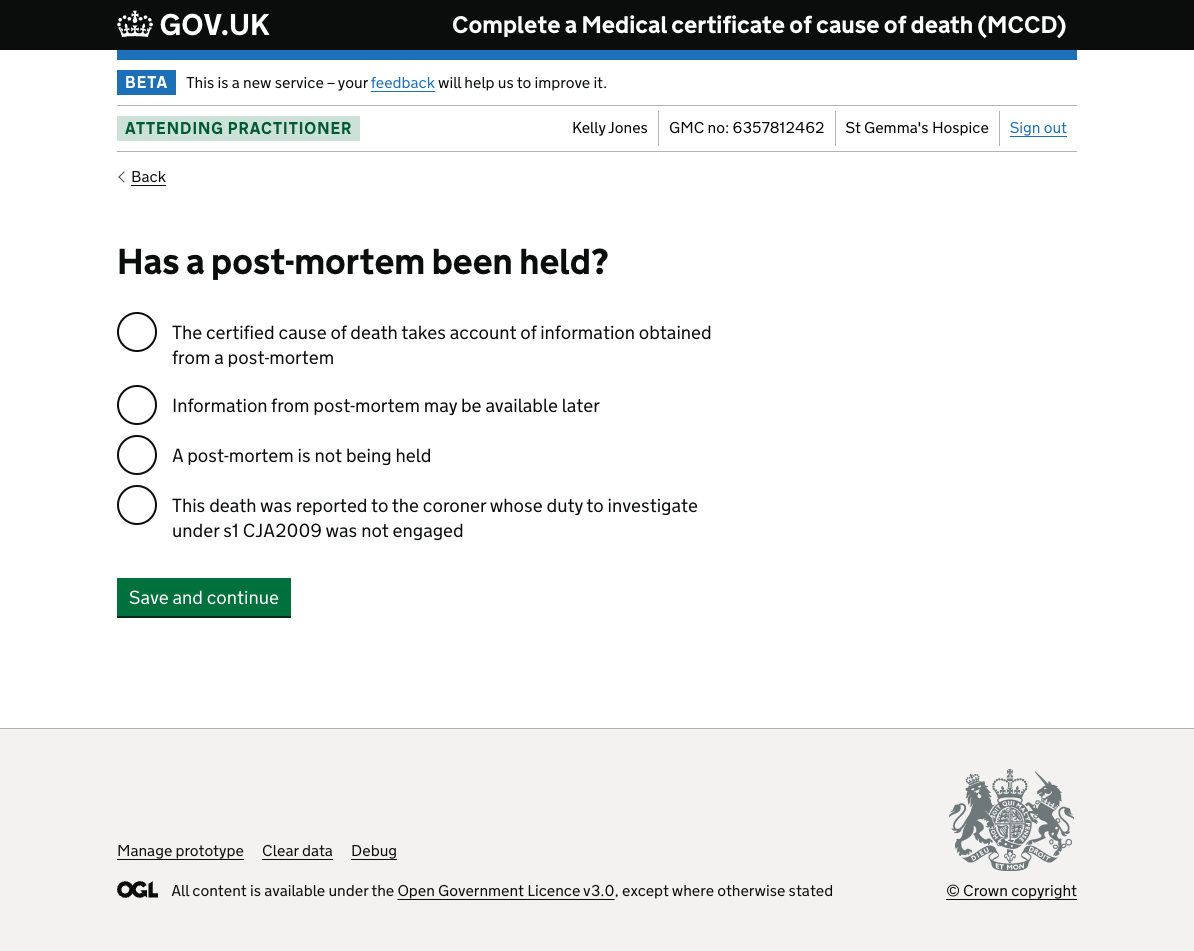 GOV.UK Complete a Medical certificate of cause of death (MCCD)
BETA This is a new service – your feedback will help us to improve it.
ATTENDING PRACTITIONER Kelly Jones GMC no: 6357812462 St Gemma's Hospice Sign out
Back
Has a post-mortem been held?
The certified cause of death takes account of information obtained
from a post-mortem
Information from post-mortem may be available later
A post-mortem is not being held
This death was reported to the coroner whose duty to investigate
under s1 CJA2009 was not engaged
Save and continue
DIEU ET MON DROIT
Manage prototype Clear data Debug
OGL All content is available under the Open Government Licence v3.0, except where otherwise stated
© Crown copyright